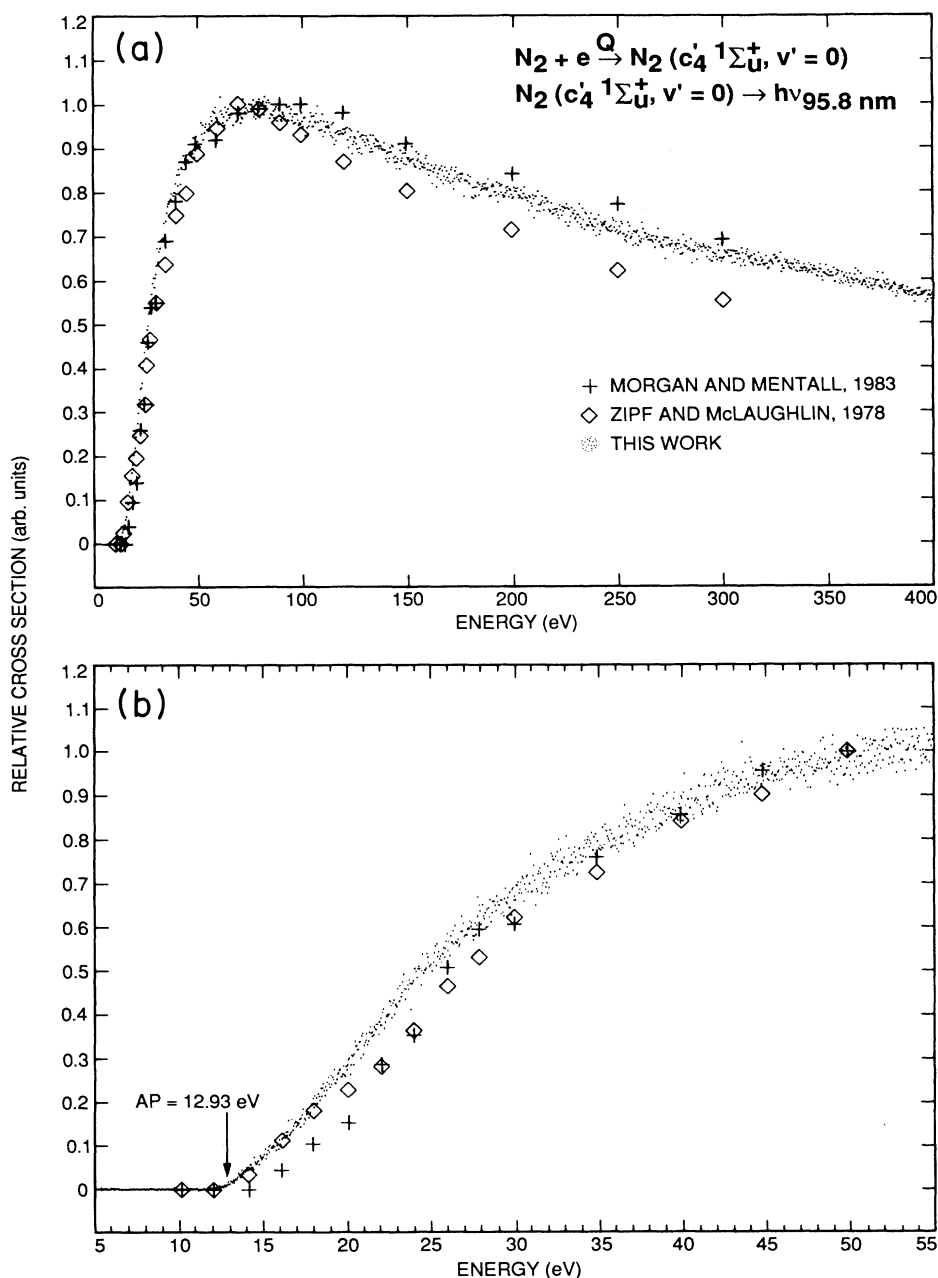 RELATIVE CROSS SECTION (arb. units)
(a)
N₂ + e →^Q N₂ (c′₄ ¹Σ⁺ᵤ, v′ = 0)
N₂ (c′₄ ¹Σ⁺ᵤ, v′ = 0) → hν₉₅.₈ nm
1.2
1.1
1.0
0.9
0.8
0.7
0.6
0.5
0.4
0.3
0.2
0.1
0
+ MORGAN AND MENTALL, 1983
◇ ZIPF AND McLAUGHLIN, 1978
THIS WORK
0 50 100 150 200 250 300 350 400
ENERGY (eV)
(b)
1.2
1.1
1.0
0.9
0.8
0.7
0.6
0.5
0.4
0.3
0.2
0.1
0
AP = 12.93 eV
5 10 15 20 25 30 35 40 45 50 55
ENERGY (eV)